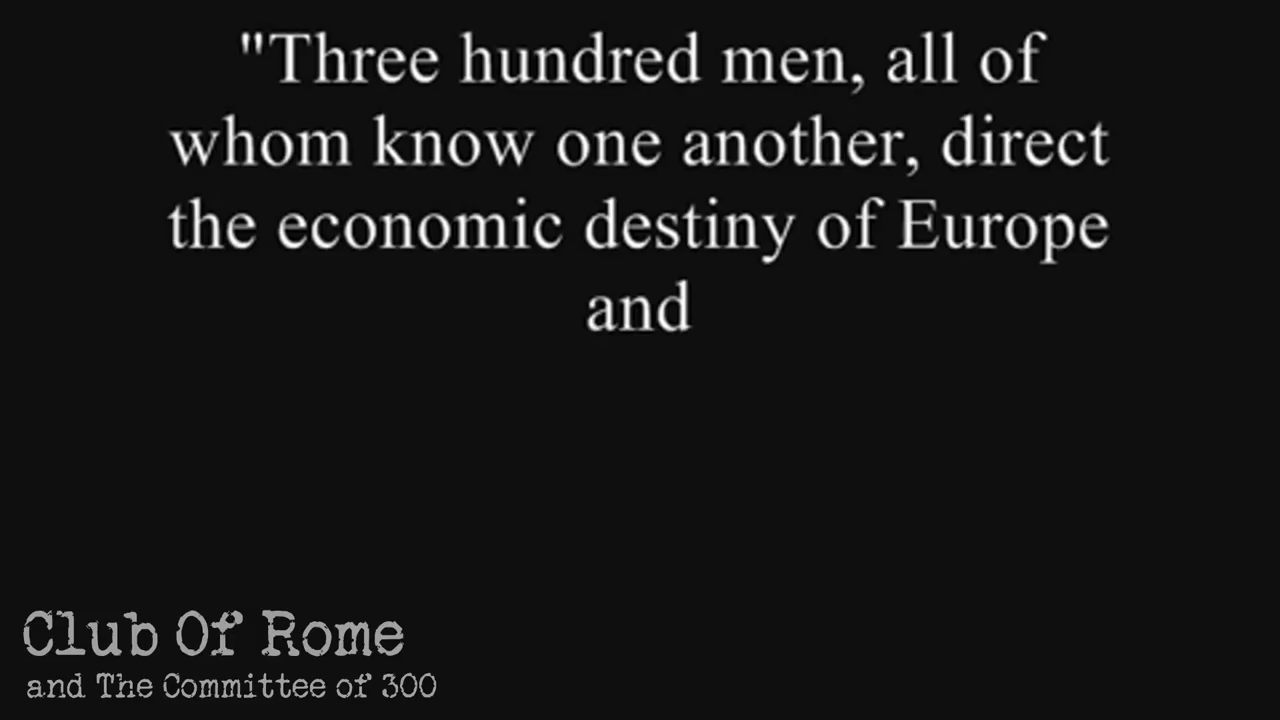 "Three hundred men, all of
whom know one another, direct
the economic destiny of Europe
and
Club Of Rome
and The Committee of 300